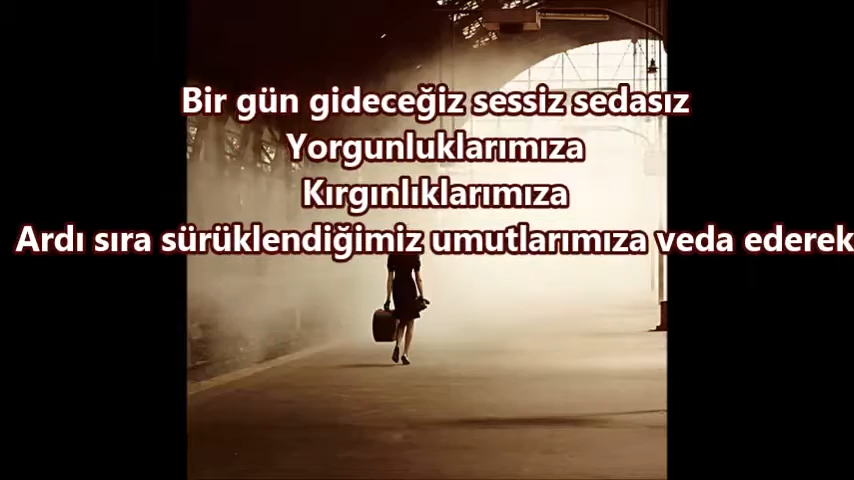 Bir gün gideceğiz sessiz sedasız
Yorgunluklarımıza
Kırgınlıklarımıza
Ardı sıra sürüklendiğimiz umutlarımıza veda ederek